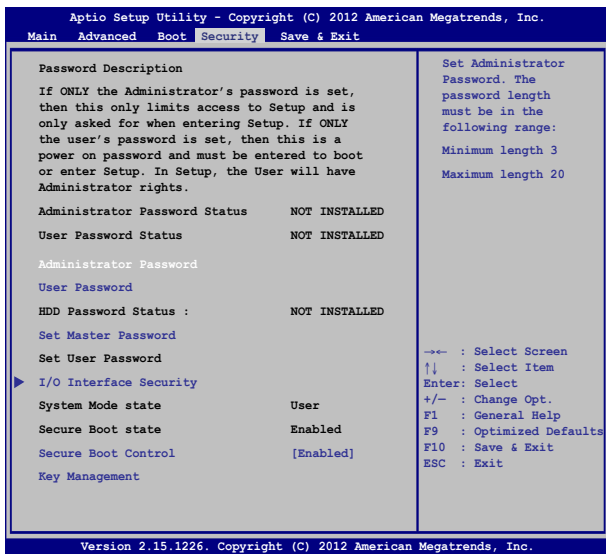 Aptio Setup Utility - Copyright (C) 2012 American Megatrends, Inc.
Main Advanced Boot Security Save & Exit
Password Description
If ONLY the Administrator's password is set,
then this only limits access to Setup and is
only asked for when entering Setup. If ONLY
the user's password is set, then this is a
power on password and must be entered to boot
or enter Setup. In Setup, the User will have
Administrator rights.
Administrator Password Status NOT INSTALLED
User Password Status NOT INSTALLED
Administrator Password
User Password
HDD Password Status : NOT INSTALLED
Set Master Password
Set User Password
I/O Interface Security
System Mode state User
Secure Boot state Enabled
Secure Boot Control [Enabled]
Key Management
Set Administrator
Password. The
password length
must be in the
following range:
Minimum length 3
Maximum length 20
→← : Select Screen
↑↓ : Select Item
Enter: Select
+/— : Change Opt.
F1 : General Help
F9 : Optimized Defaults
F10 : Save & Exit
ESC : Exit
Version 2.15.1226. Copyright (C) 2012 American Megatrends, Inc.